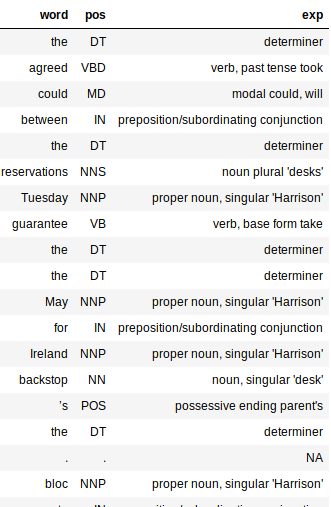 word pos exp
the DT determiner
agreed VBD verb, past tense took
could MD modal could, will
between IN preposition/subordinating conjunction
the DT determiner
reservations NNS noun plural 'desks'
Tuesday NNP proper noun, singular 'Harrison'
guarantee VB verb, base form take
the DT determiner
the DT determiner
May NNP proper noun, singular 'Harrison'
for IN preposition/subordinating conjunction
Ireland NNP proper noun, singular 'Harrison'
backstop NN noun, singular 'desk'
's POS possessive ending parent's
the DT determiner
. . NA
bloc NNP proper noun, singular 'Harrison'